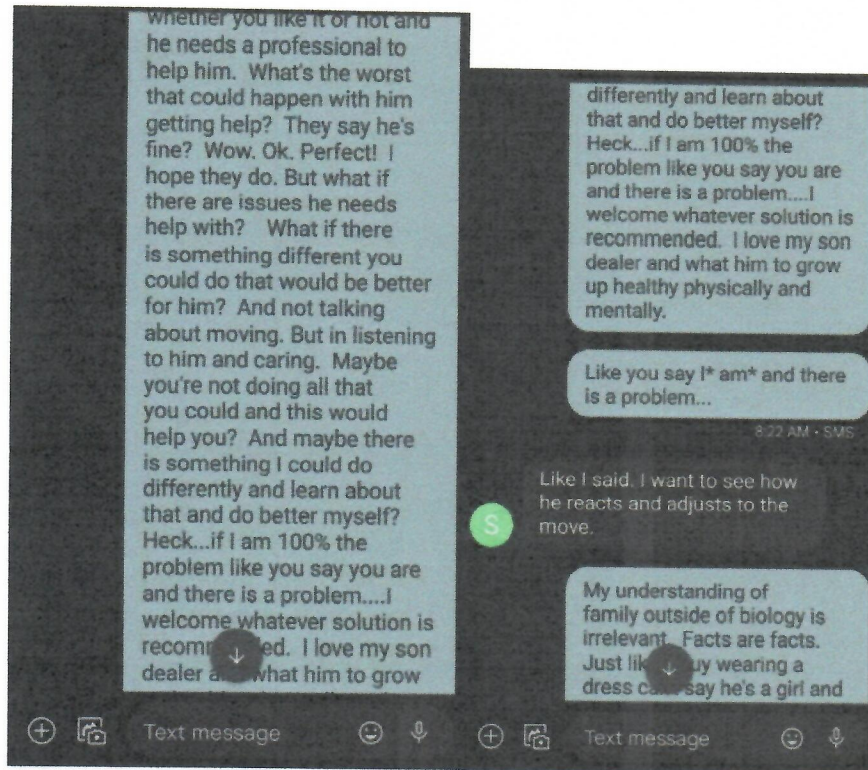 whether you like it or not and
he needs a professional to
help him. What's the worst
that could happen with him
getting help? They say he's
fine? Wow. Ok. Perfect! I
hope they do. But what if
there are issues he needs
help with? What if there
is something different you
could do that would be better
for him? And not talking
about moving. But in listening
to him and caring. Maybe
you're not doing all that
you could and this would
help you? And maybe there
is something I could do
differently and learn about
that and do better myself?
Heck...if I am 100% the
problem like you say you are
and there is a problem....I
welcome whatever solution is
ed. I love my son
dealer what him to grow
Text message
differently and learn about
that and do better myself?
Heck...if I am 100% the
problem like you say you are
and there is a problem....I
welcome whatever solution is
recommended. I love my son
dealer and what him to grow
up healthy physically and
mentally.
Like you say I* am* and there
is a problem...
8:22 AM • SMS
S
Like I said. I want to see how
he reacts and adjusts to the
move.
My understanding of
family outside of biology is
irrelevant. Facts are facts.
Just wearing a
dress say he's a girl and
Text message